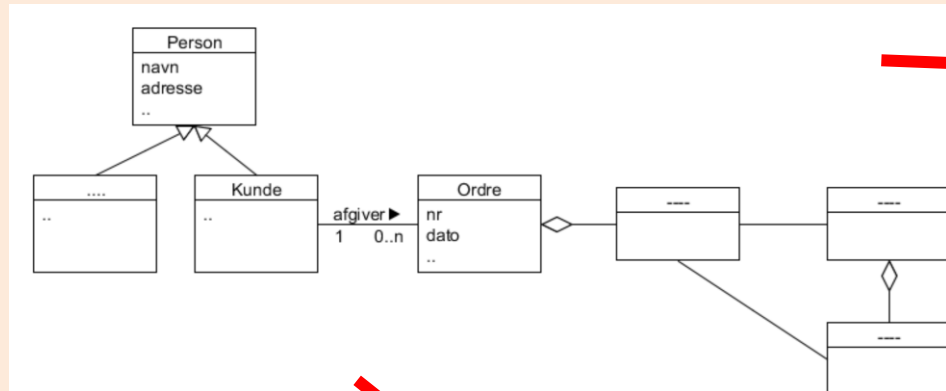 Person
navn
adresse
..
....
..
Kunde
..
afgiver ►
1 0..n
Ordre
nr
dato
..
----
----
----